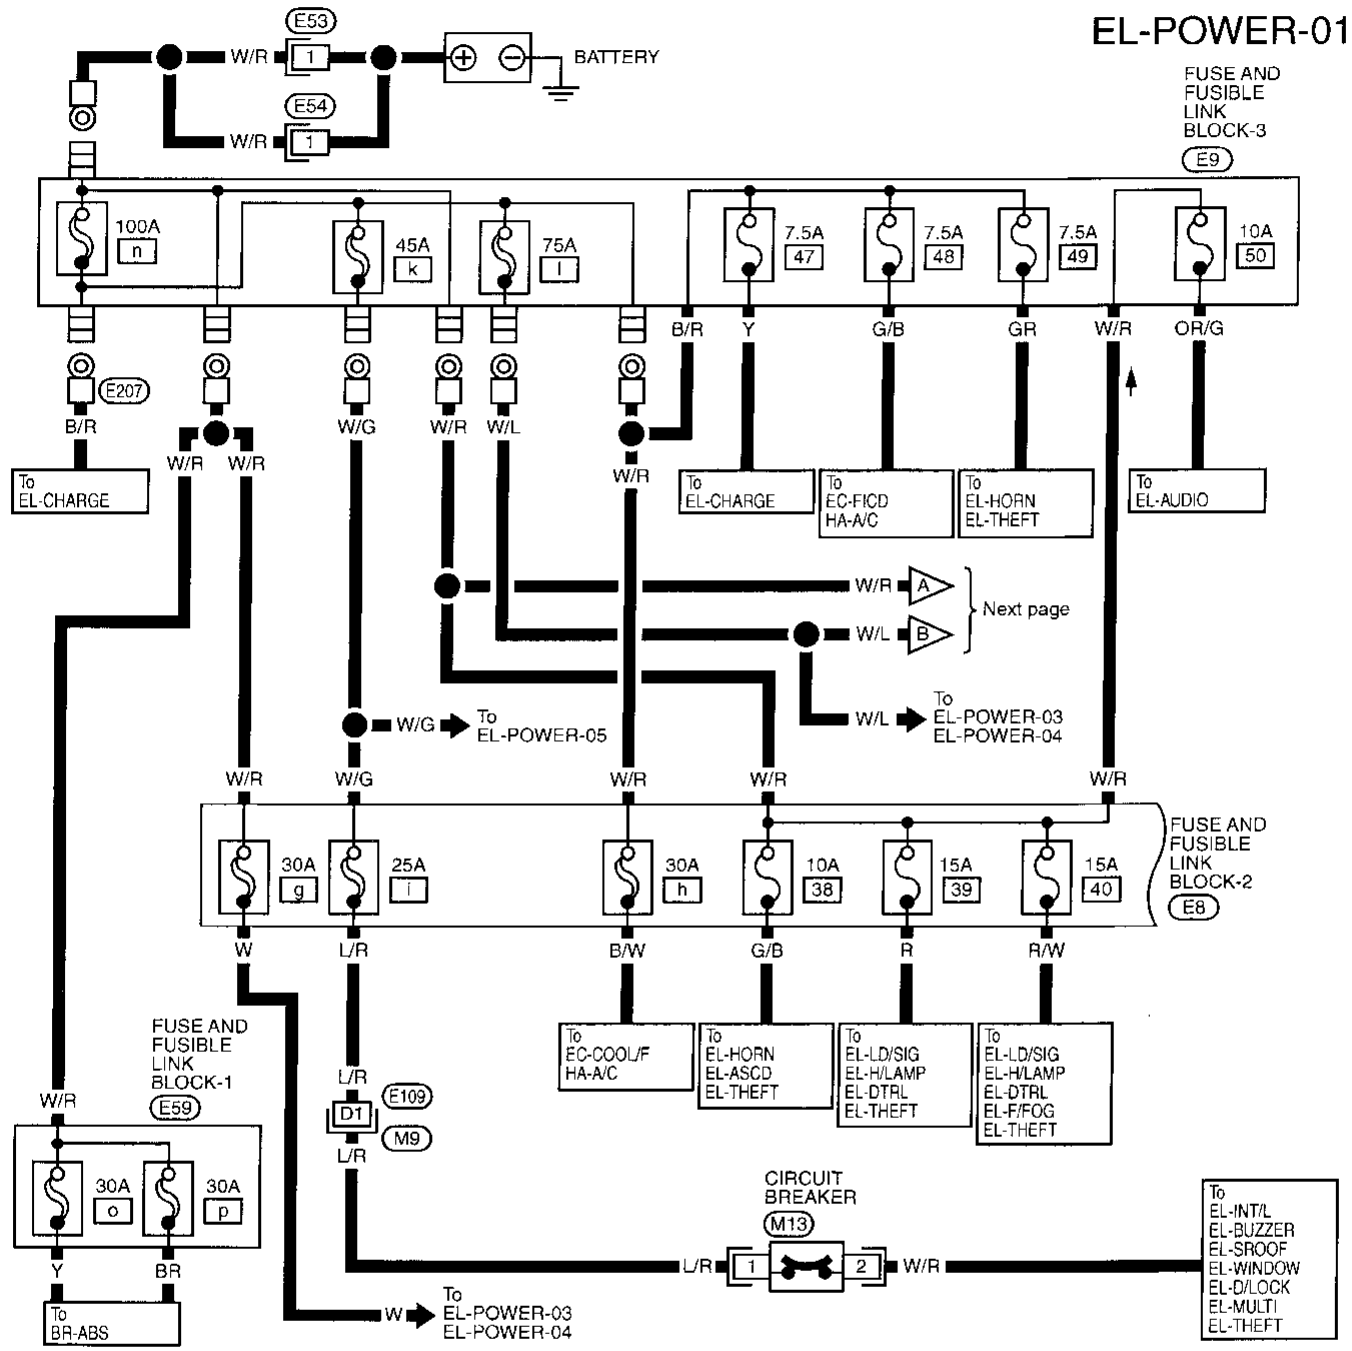 EL-POWER-01
E53
W/R
1
BATTERY
E54
W/R
1
FUSE AND
FUSIBLE
LINK
BLOCK-3
E9
100A
n
45A
k
75A
l
7.5A
47
7.5A
48
7.5A
49
10A
50
B/R
Y
G/B
GR
W/R
OR/G
E207
B/R
W/G
W/R
W/L
W/R
W/R
W/R
To
EL-CHARGE
To
EL-CHARGE
To
EC-FICD
HA-A/C
To
EL-HORN
EL-THEFT
To
EL-AUDIO
W/R
A
Next page
W/L
B
W/G
To
EL-POWER-05
W/L
To
EL-POWER-03
EL-POWER-04
W/R
W/G
W/R
W/R
W/R
FUSE AND
FUSIBLE
LINK
BLOCK-2
E8
30A
g
25A
i
30A
h
10A
38
15A
39
15A
40
W
L/R
B/W
G/B
R
R/W
To
EC-COOL/F
HA-A/C
To
EL-HORN
EL-ASCD
EL-THEFT
To
EL-LD/SIG
EL-H/LAMP
EL-DTRL
EL-THEFT
To
EL-LD/SIG
EL-H/LAMP
EL-DTRL
EL-F/FOG
EL-THEFT
FUSE AND
FUSIBLE
LINK
BLOCK-1
E59
W/R
L/R
D1
E109
M9
L/R
30A
o
30A
p
Y
BR
To
BR-ABS
CIRCUIT
BREAKER
M13
L/R
1
2
W/R
To
EL-INT/L
EL-BUZZER
EL-SROOF
EL-WINDOW
EL-D/LOCK
EL-MULTI
EL-THEFT
W
To
EL-POWER-03
EL-POWER-04